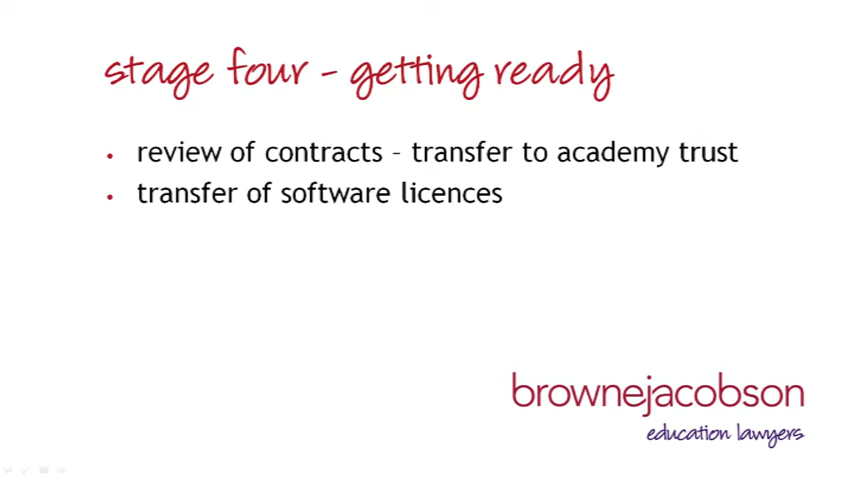 stage four - getting ready
• review of contracts – transfer to academy trust
• transfer of software licences
brownejacobson
education lawyers